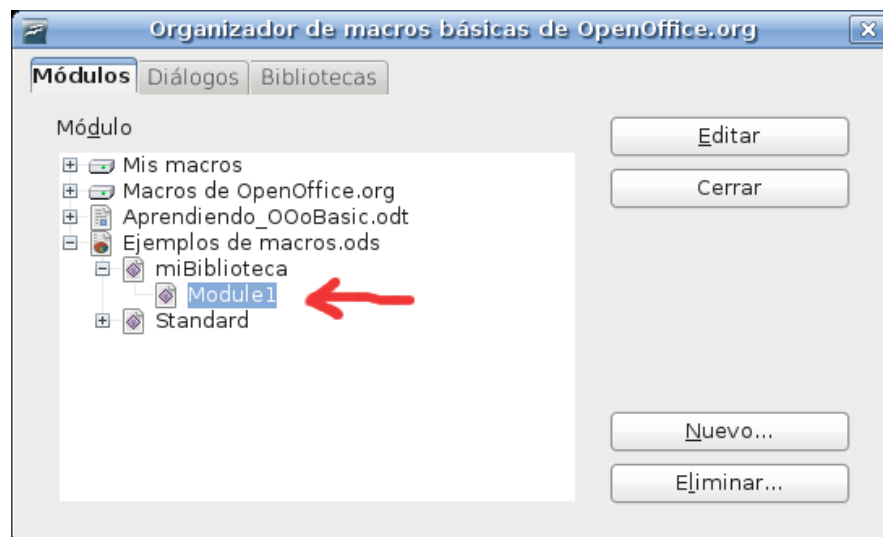 Organizador de macros básicas de OpenOffice.org
Módulos Diálogos Bibliotecas
Módulo
Mis macros
Macros de OpenOffice.org
Aprendiendo_OOoBasic.odt
Ejemplos de macros.ods
miBiblioteca
Module1
Standard
Editar
Cerrar
Nuevo...
Eliminar...